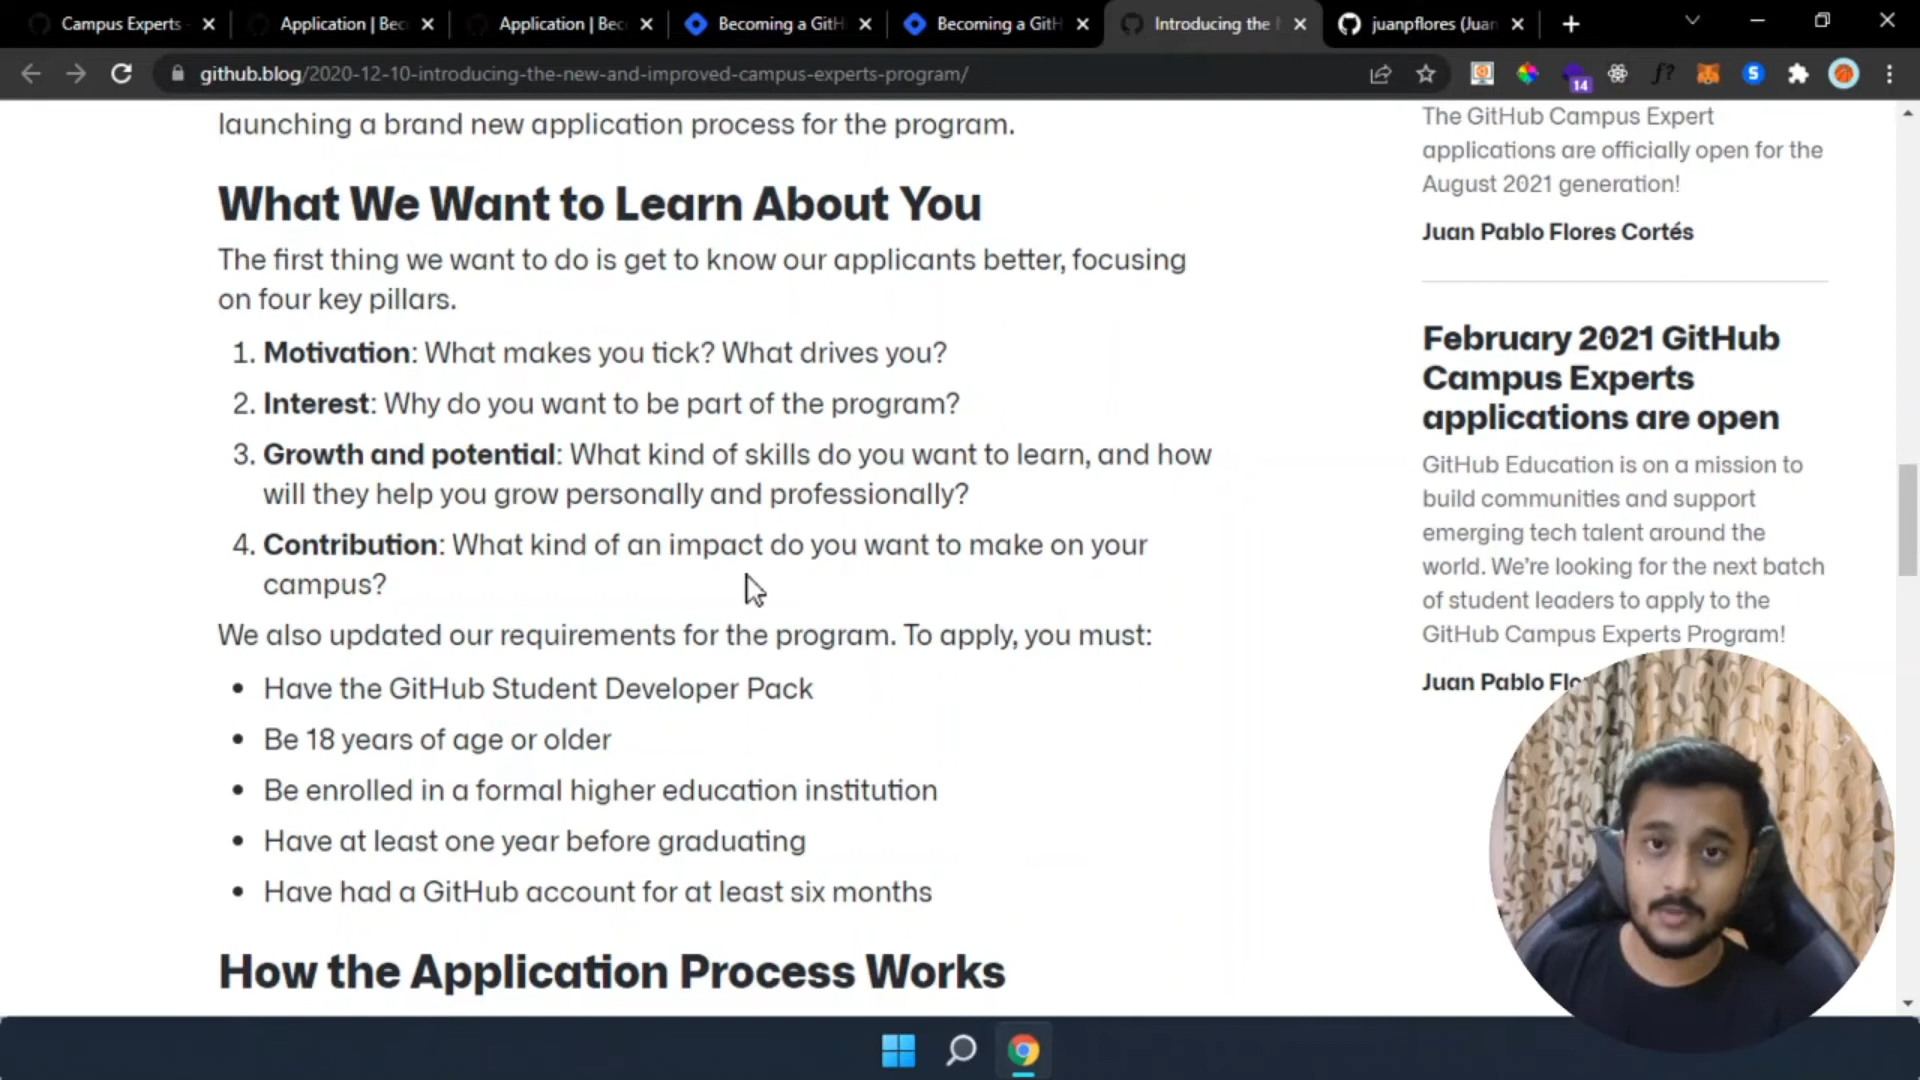 Campus Experts -
Application | Bec
Application | Bec
Becoming a GitH
Becoming a GitH
Introducing the N
juanpflores (Juan
github.blog/2020-12-10-introducing-the-new-and-improved-campus-experts-program/
f?
S
14
launching a brand new application process for the program.
What We Want to Learn About You
The first thing we want to do is get to know our applicants better, focusing
on four key pillars.
1. Motivation: What makes you tick? What drives you?
2. Interest: Why do you want to be part of the program?
3. Growth and potential: What kind of skills do you want to learn, and how
will they help you grow personally and professionally?
4. Contribution: What kind of an impact do you want to make on your
campus?
We also updated our requirements for the program. To apply, you must:
• Have the GitHub Student Developer Pack
• Be 18 years of age or older
• Be enrolled in a formal higher education institution
• Have at least one year before graduating
• Have had a GitHub account for at least six months
How the Application Process Works
The GitHub Campus Expert
applications are officially open for the
August 2021 generation!
Juan Pablo Flores Cortés
February 2021 GitHub
Campus Experts
applications are open
GitHub Education is on a mission to
build communities and support
emerging tech talent around the
world. We're looking for the next batch
of student leaders to apply to the
GitHub Campus Experts Program!
Juan Pablo Flo